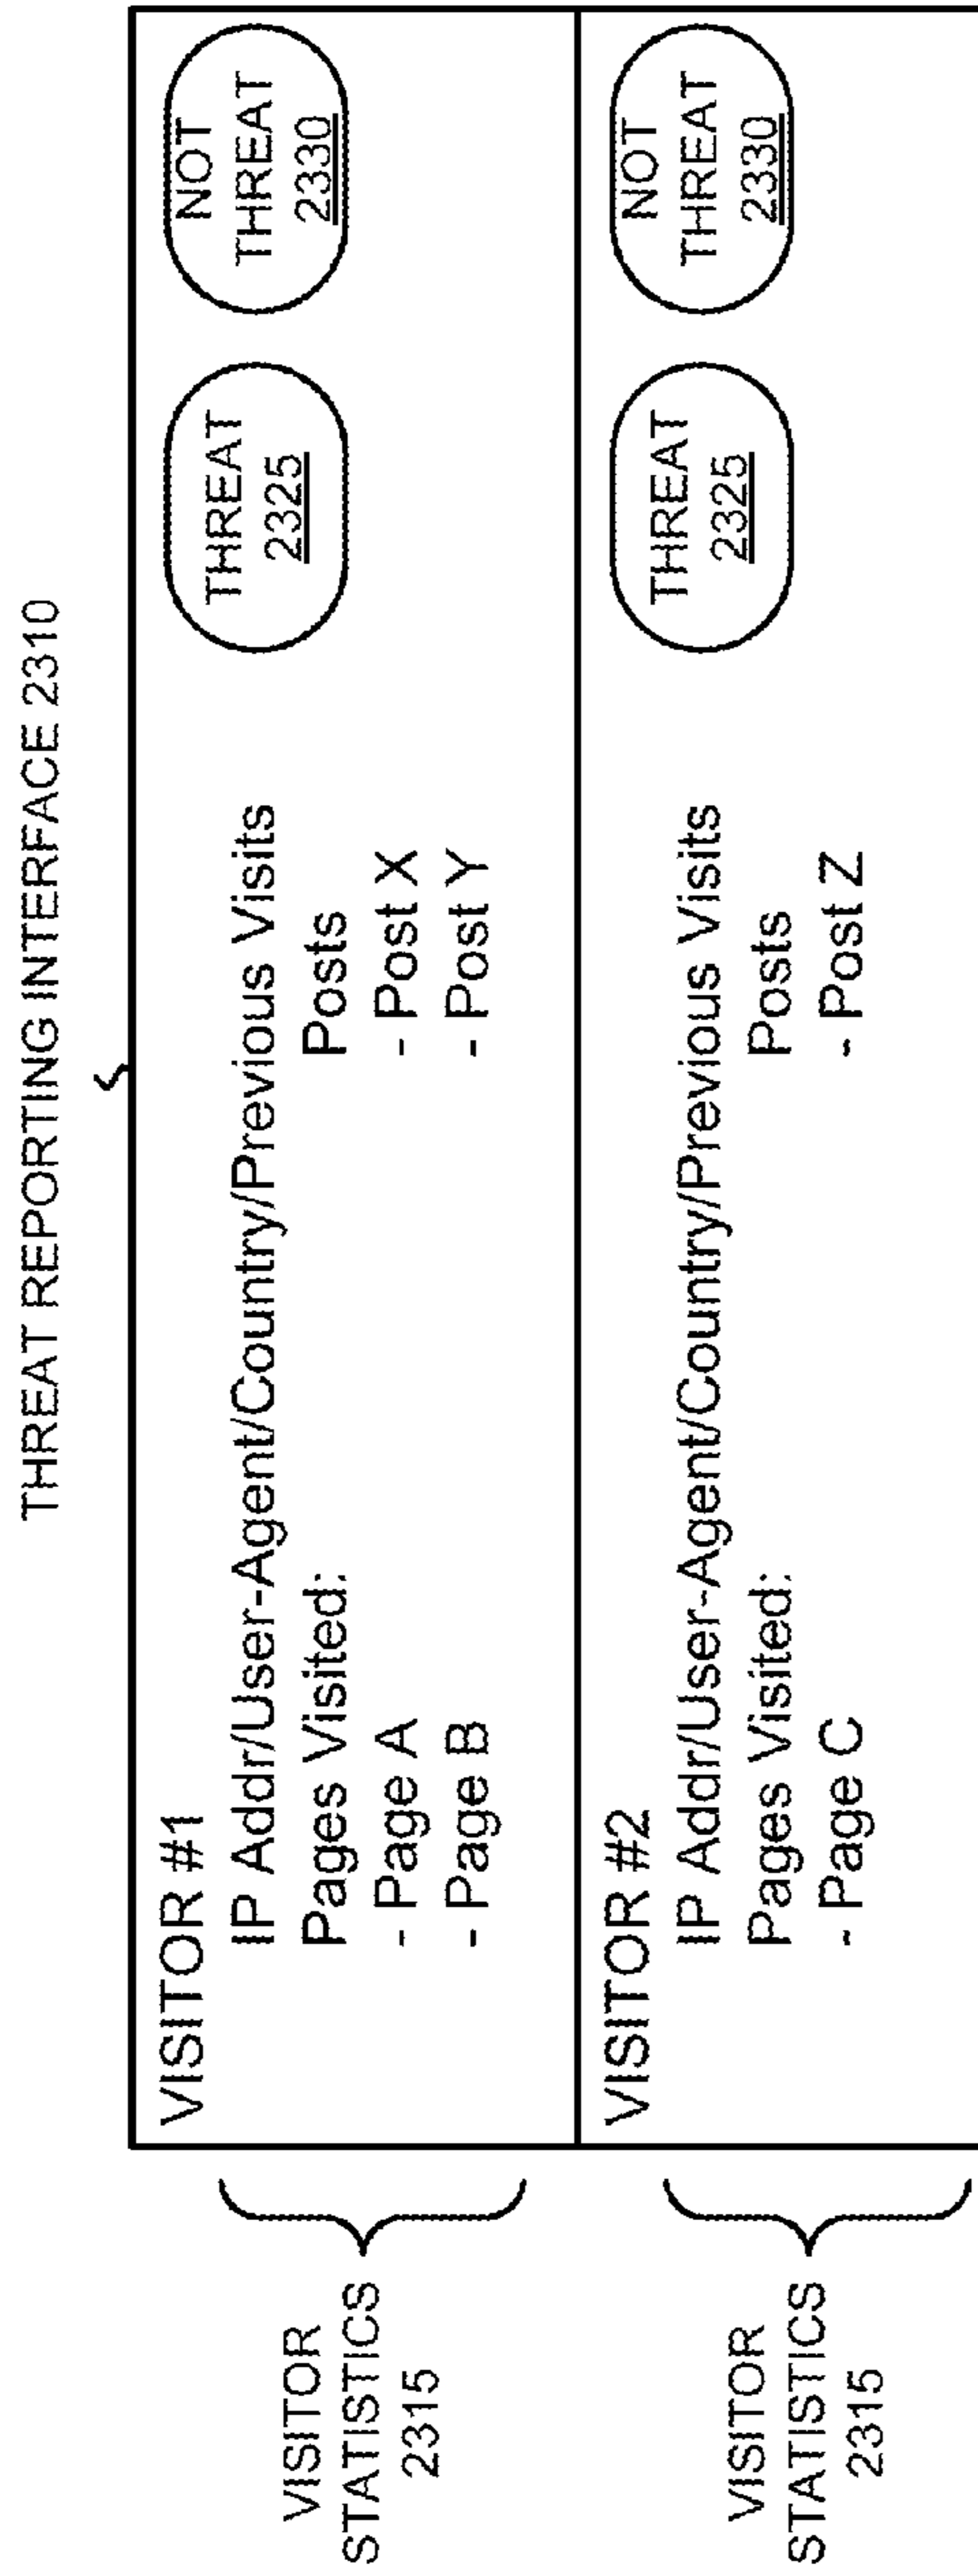 THREAT REPORTING INTERFACE 2310
VISITOR #1
IP Addr/User-Agent/Country/Previous Visits
Pages Visited:
Posts
- Page A
- Post X
- Page B
- Post Y
THREAT
2325
NOT
THREAT
2330
VISITOR
STATISTICS
2315
VISITOR #2
IP Addr/User-Agent/Country/Previous Visits
Pages Visited:
Posts
- Page C
- Post Z
THREAT
2325
NOT
THREAT
2330
VISITOR
STATISTICS
2315